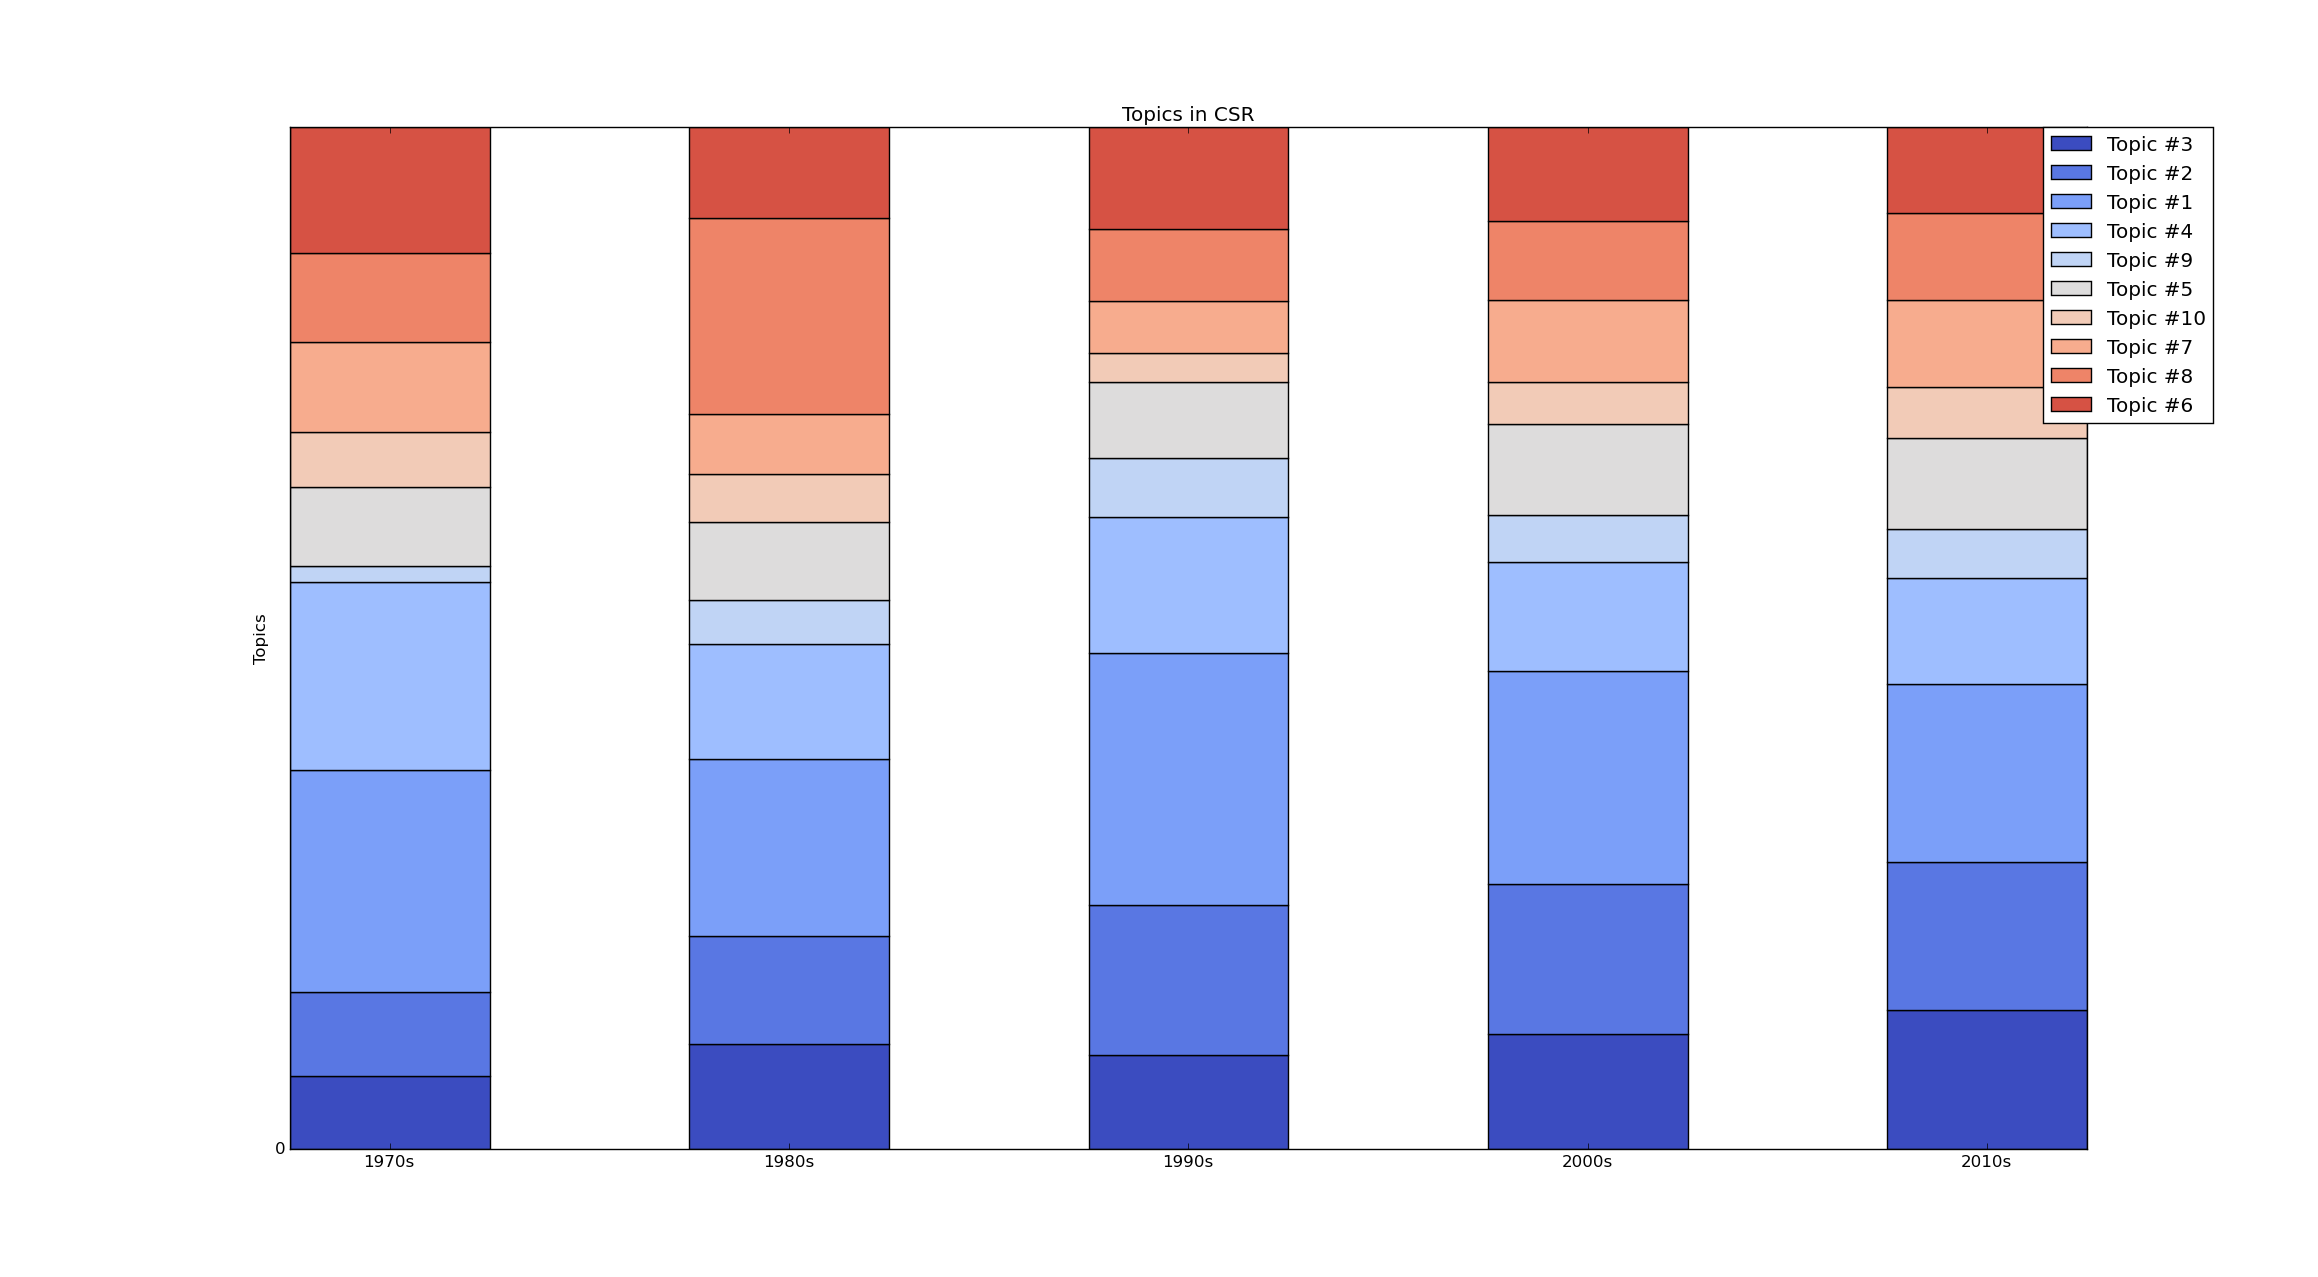 Topics in CSR
Topic #3
Topic #2
Topic #1
Topic #4
Topic #9
Topic #5
Topic #10
Topic #7
Topic #8
Topic #6
Topics
0
1970s
1980s
1990s
2000s
2010s